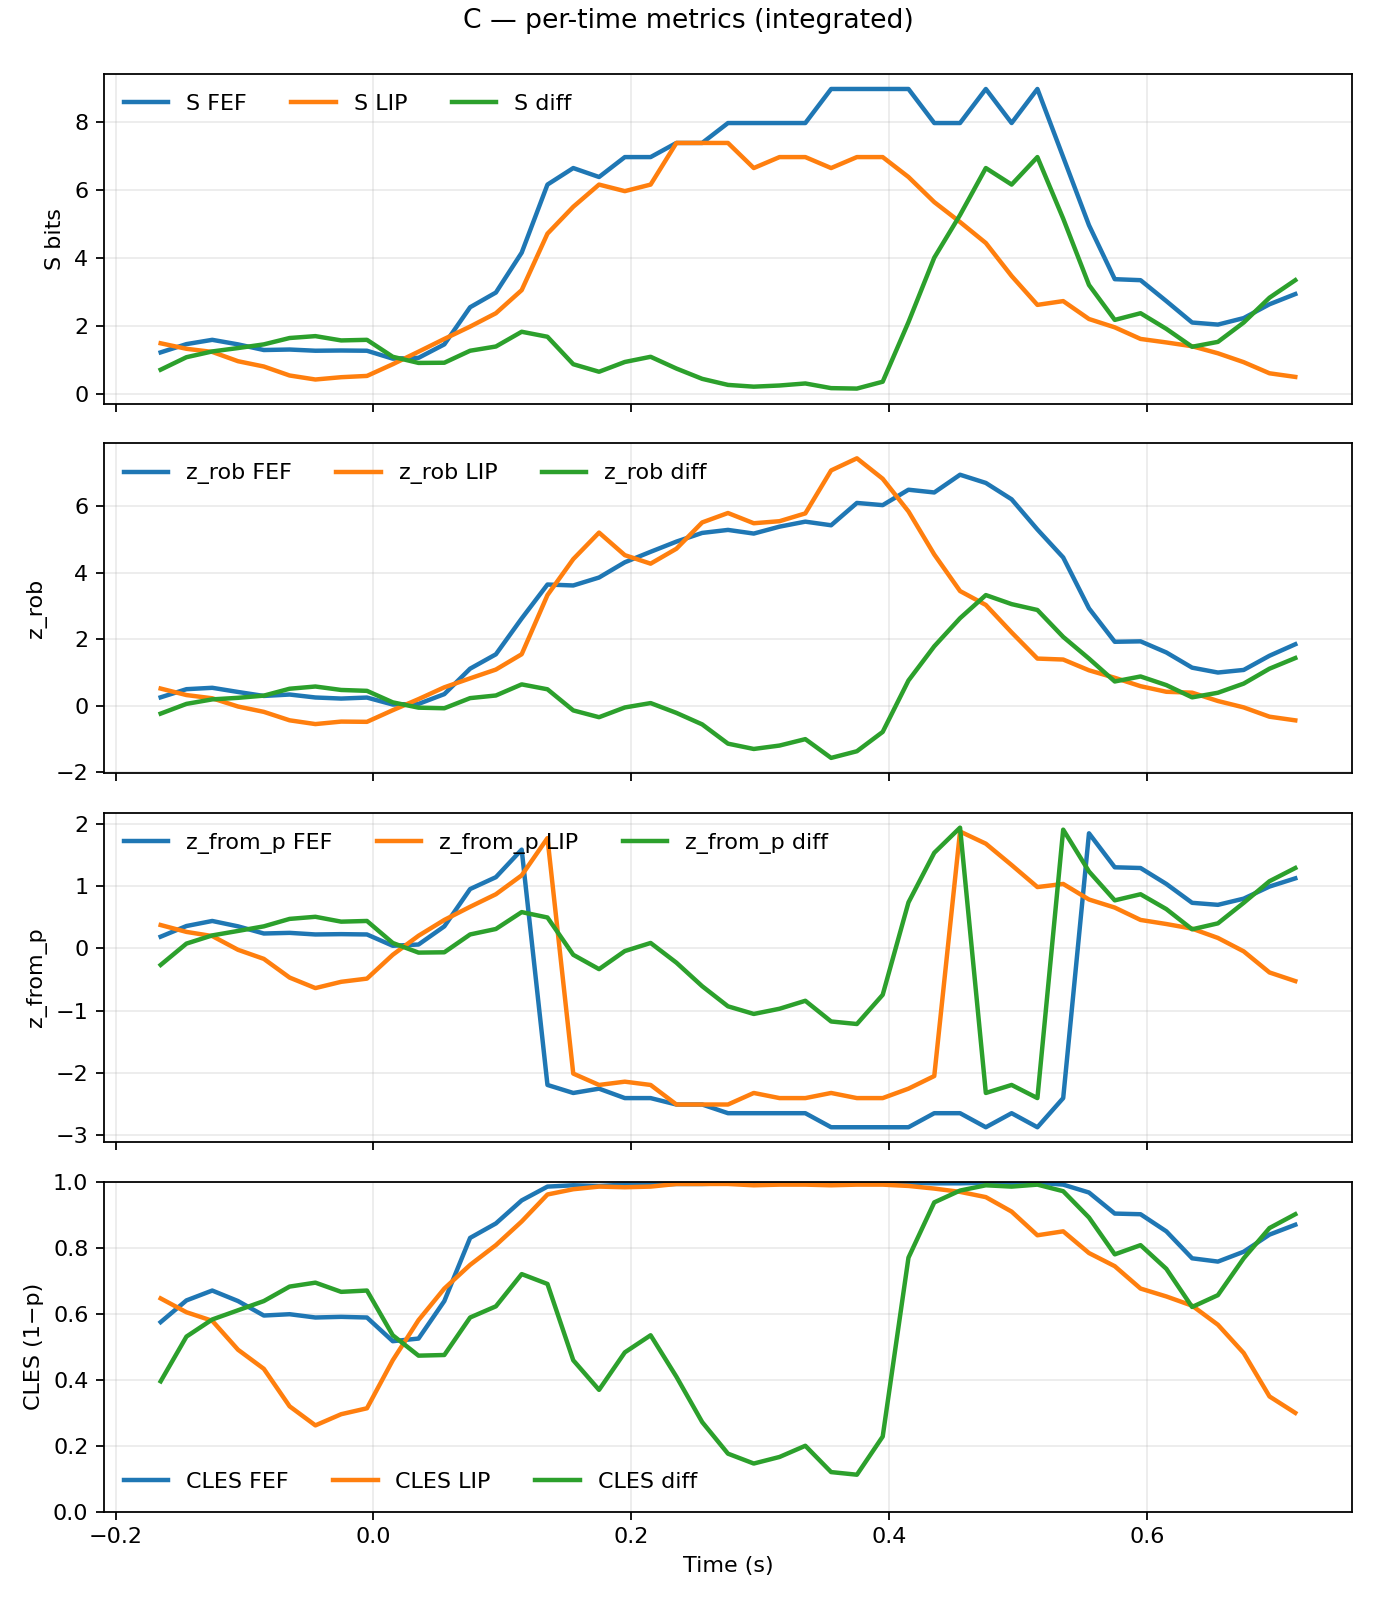 C — per-time metrics (integrated)
S FEF S LIP S diff
8
6
4
2
0
S bits
z_rob FEF z_rob LIP z_rob diff
6
4
2
0
−2
z_rob
z_from_p FEF z_from_p LIP z_from_p diff
2
1
0
−1
−2
−3
z_from_p
1.0
0.8
0.6
0.4
0.2
0.0
CLES (1−p)
CLES FEF CLES LIP CLES diff
−0.2 0.0 0.2 0.4 0.6
Time (s)